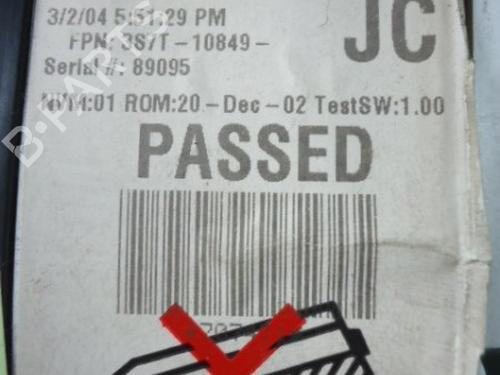 3/2/04 5:51:29 PM
JC
FPN: 3S7T-10849-
Serial #: 89095
NVM:01 ROM:20-Dec-02 TestSW:1.00
PASSED
B-PARTS